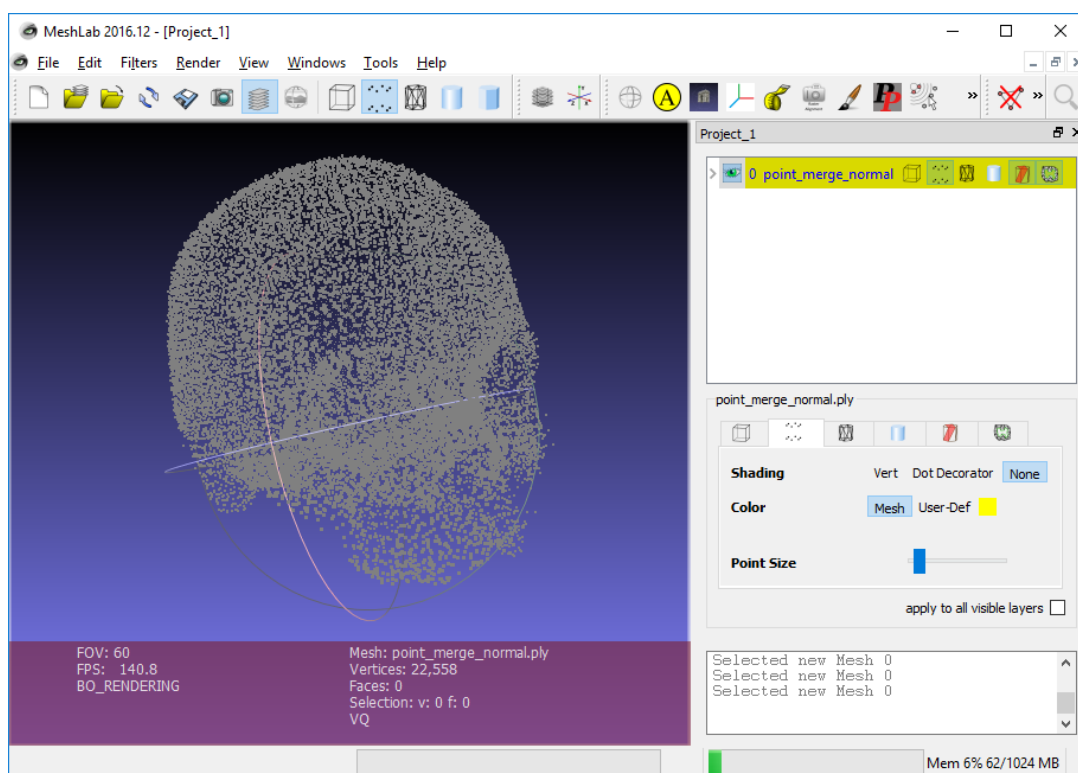 MeshLab 2016.12 - [Project_1]
File Edit Filters Render View Windows Tools Help
A Pp » »
Project_1
0 point_merge_normal
point_merge_normal.ply
Shading Vert Dot Decorator None
Color Mesh User-Def
Point Size
apply to all visible layers
FOV: 60
FPS: 140.8
BO_RENDERING
Mesh: point_merge_normal.ply
Vertices: 22,558
Faces: 0
Selection: v: 0 f: 0
VQ
Selected new Mesh 0
Selected new Mesh 0
Selected new Mesh 0
Mem 6% 62/1024 MB